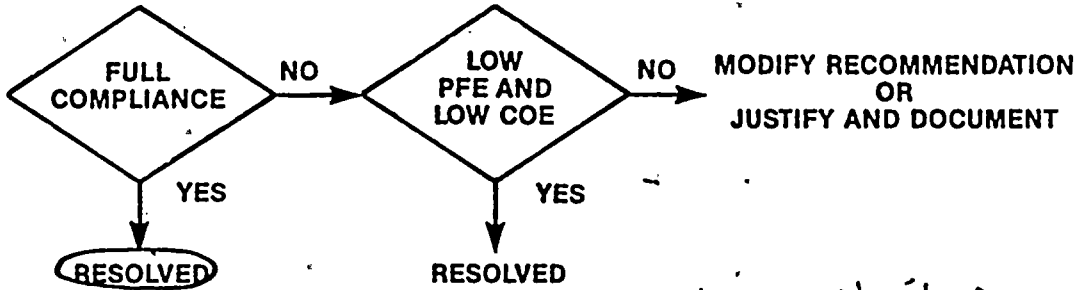 FULL
COMPLIANCE
NO
LOW
PFE AND
LOW COE
NO
MODIFY RECOMMENDATION
OR
JUSTIFY AND DOCUMENT
YES
YES
RESOLVED
RESOLVED